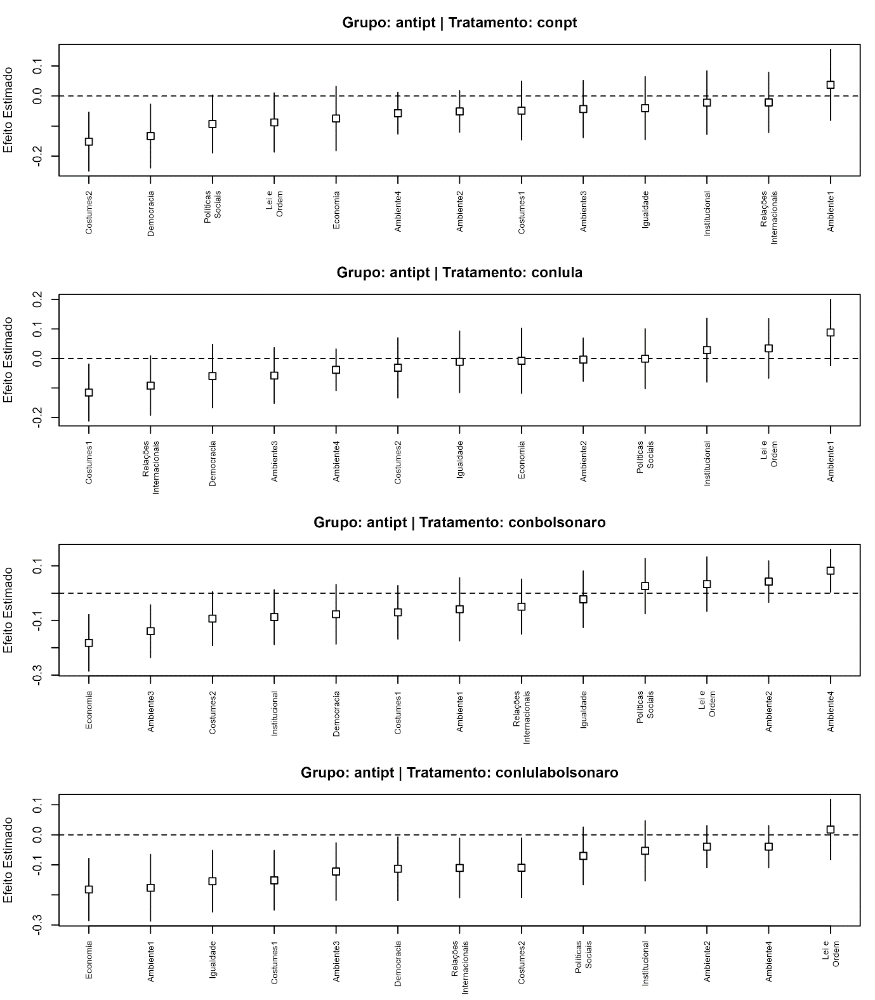 Grupo: antipt | Tratamento: conpt
Efeito Estimado
0.1
0.0
-0.2
Costumes2
Democracia
Políticas
Sociais
Lei e
Ordem
Economia
Ambiente4
Ambiente2
Costumes1
Ambiente3
Igualdade
Institucional
Relações
Internacionais
Ambiente1
Grupo: antipt | Tratamento: conlula
Efeito Estimado
0.2
0.1
0.0
-0.2
Costumes1
Relações
Internacionais
Democracia
Ambiente3
Ambiente4
Costumes2
Igualdade
Economia
Ambiente2
Políticas
Sociais
Institucional
Lei e
Ordem
Ambiente1
Grupo: antipt | Tratamento: conbolsonaro
Efeito Estimado
0.1
-0.1
-0.3
Economia
Ambiente3
Costumes2
Institucional
Democracia
Costumes1
Ambiente1
Relações
Internacionais
Igualdade
Políticas
Sociais
Lei e
Ordem
Ambiente2
Ambiente4
Grupo: antipt | Tratamento: conlulabolsonaro
Efeito Estimado
0.1
0.0
-0.1
-0.3
Economia
Ambiente1
Igualdade
Costumes1
Ambiente3
Democracia
Relações
Internacionais
Costumes2
Políticas
Sociais
Institucional
Ambiente2
Ambiente4
Lei e
Ordem